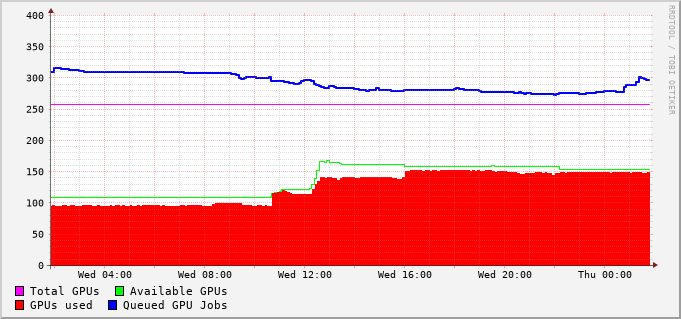 400
350
300
250
200
150
100
50
0
Wed 04:00 Wed 08:00 Wed 12:00 Wed 16:00 Wed 20:00 Thu 00:00
Total GPUs Available GPUs
GPUs used Queued GPU Jobs
RRDTOOL / TOBI OETIKER